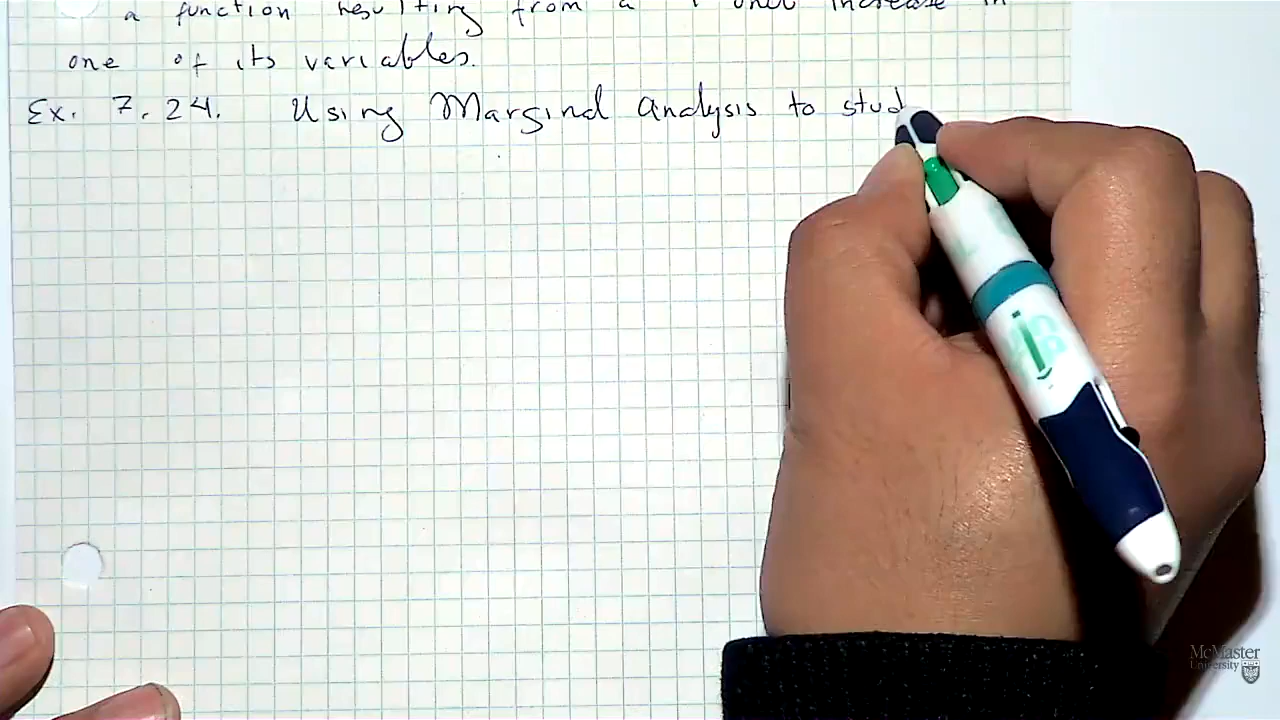 a function resulting from a 1 unit increase in
one of its variables.
Ex. 7.24. Using Marginal analysis to stud
McMaster
University